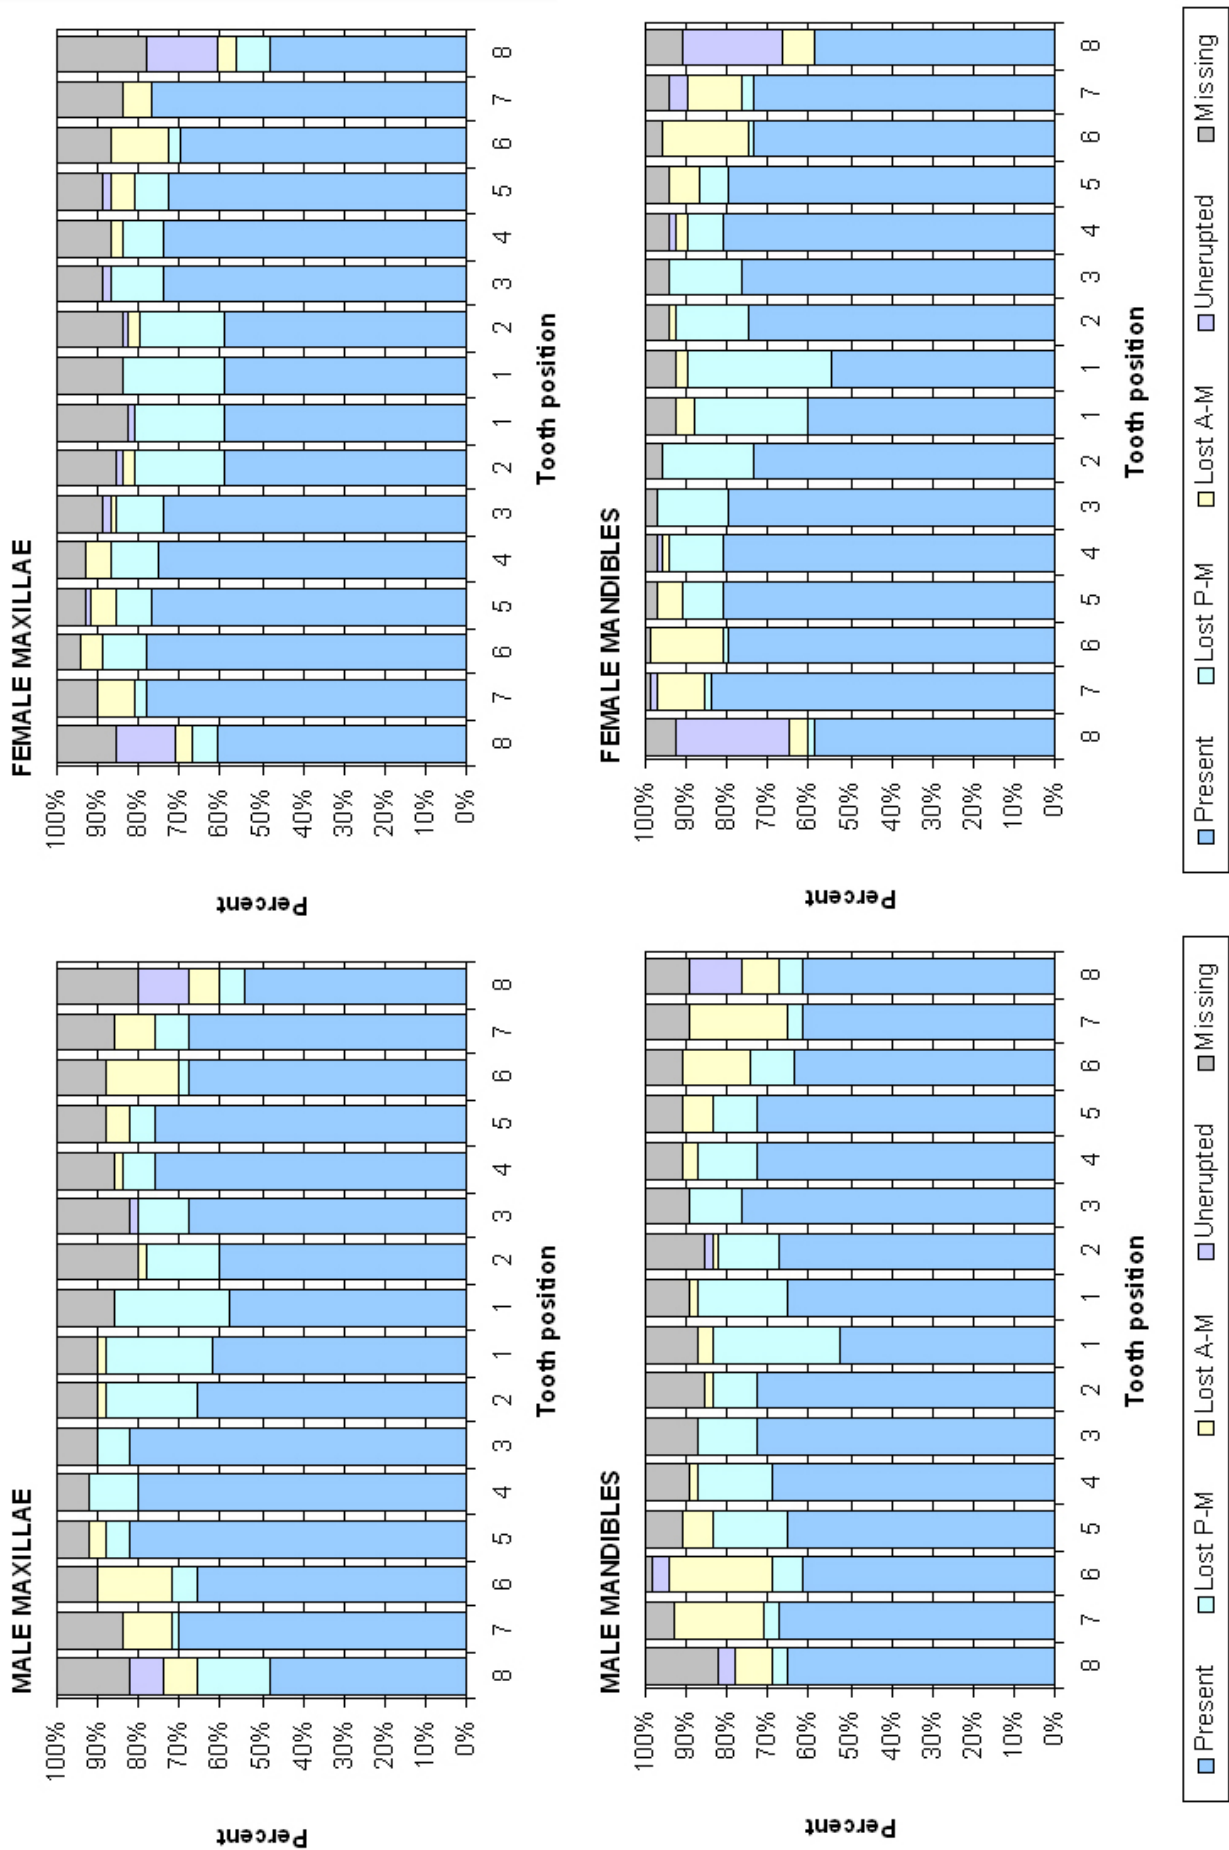 MALE MAXILLAE
100%
90%
80%
70%
60%
50%
40%
30%
20%
10%
0%
Percent
8 7 6 5 4 3 2 1 1 2 3 4 5 6 7 8
Tooth position
FEMALE MAXILLAE
100%
90%
80%
70%
60%
50%
40%
30%
20%
10%
0%
Percent
8 7 6 5 4 3 2 1 1 2 3 4 5 6 7 8
Tooth position
MALE MANDIBLES
100%
90%
80%
70%
60%
50%
40%
30%
20%
10%
0%
Percent
8 7 6 5 4 3 2 1 1 2 3 4 5 6 7 8
Tooth position
Present Lost P-M Lost A-M Unerupted Missing
FEMALE MANDIBLES
100%
90%
80%
70%
60%
50%
40%
30%
20%
10%
0%
Percent
8 7 6 5 4 3 2 1 1 2 3 4 5 6 7 8
Tooth position
Present Lost P-M Lost A-M Unerupted Missing